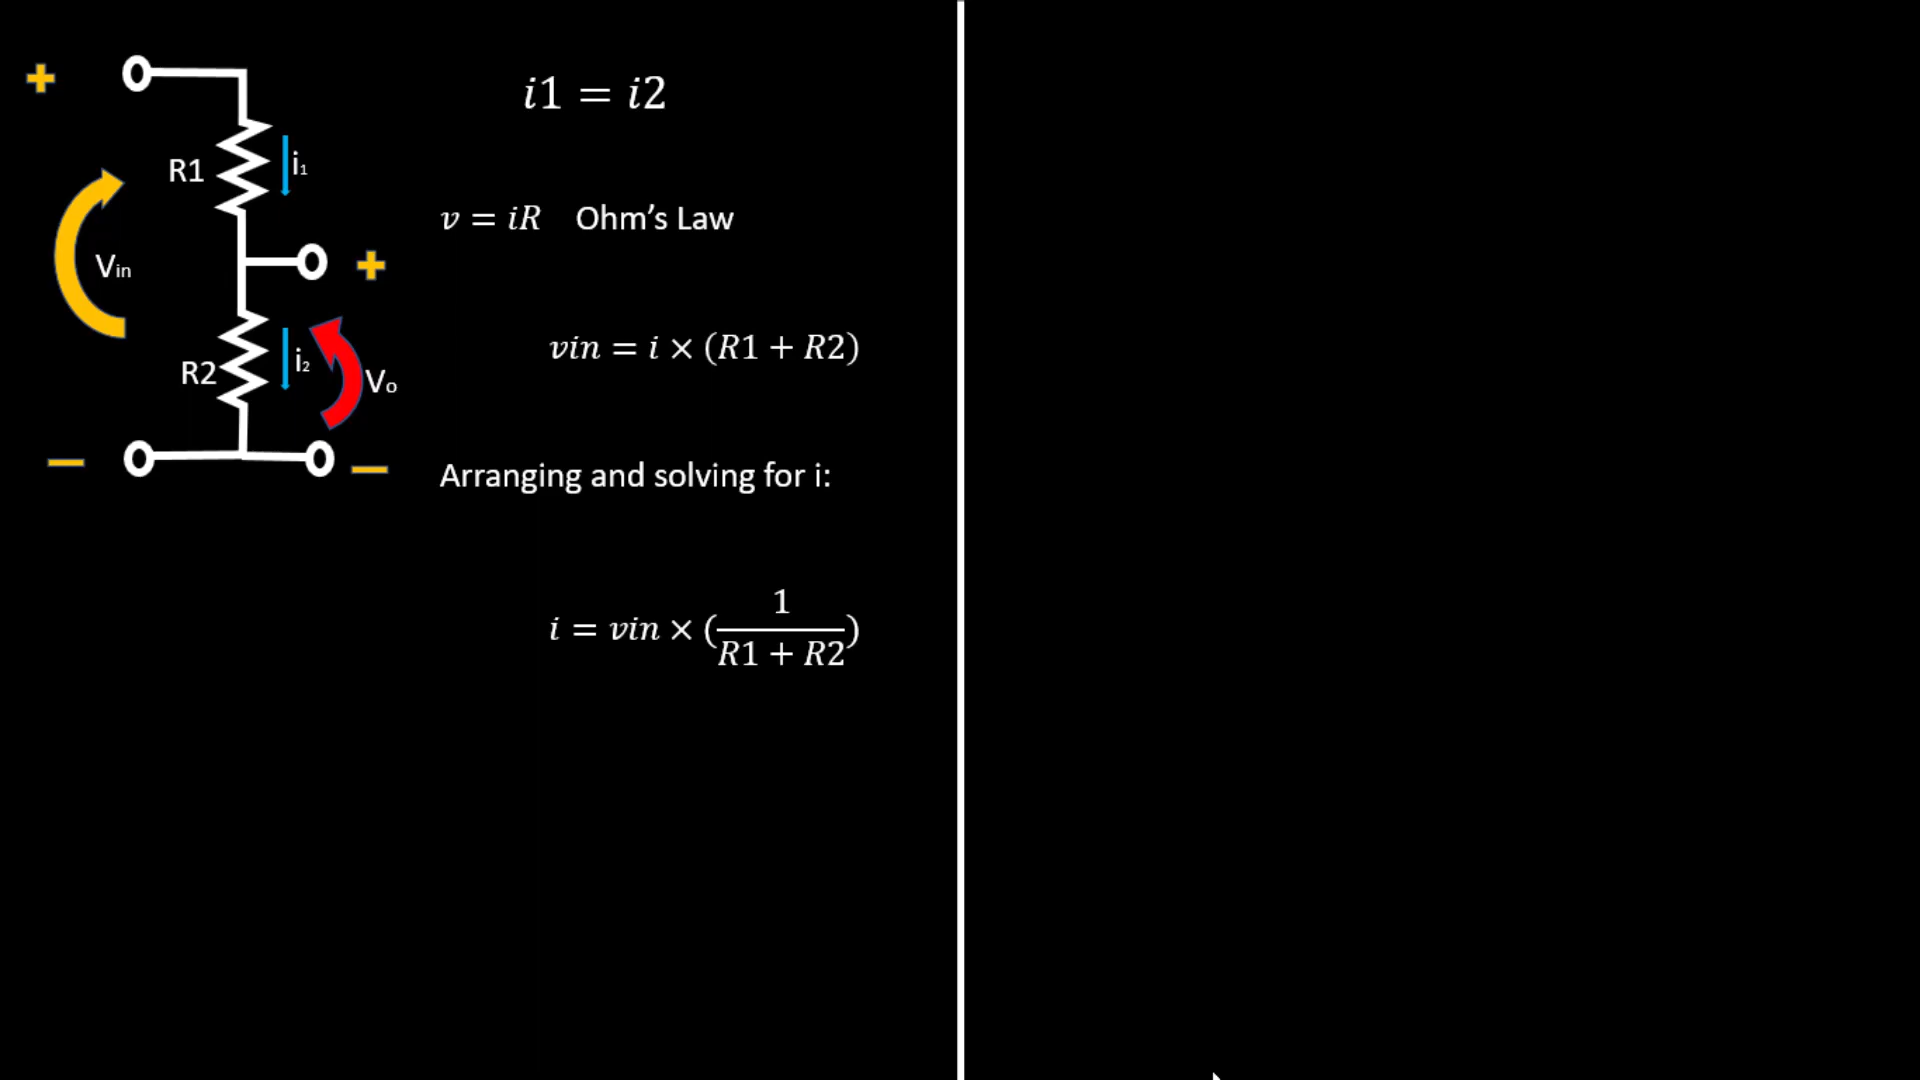 +
R1
i₁
Vin
+
R2
i₂
Vo
−
−
i1 = i2
v = iR Ohm’s Law
vin = i × (R1 + R2)
Arranging and solving for i:
i = vin × (1/(R1 + R2))